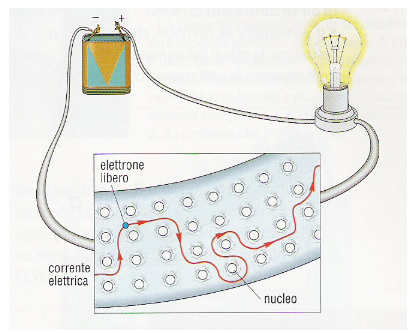 − +
elettrone
libero
corrente
elettrica
nucleo